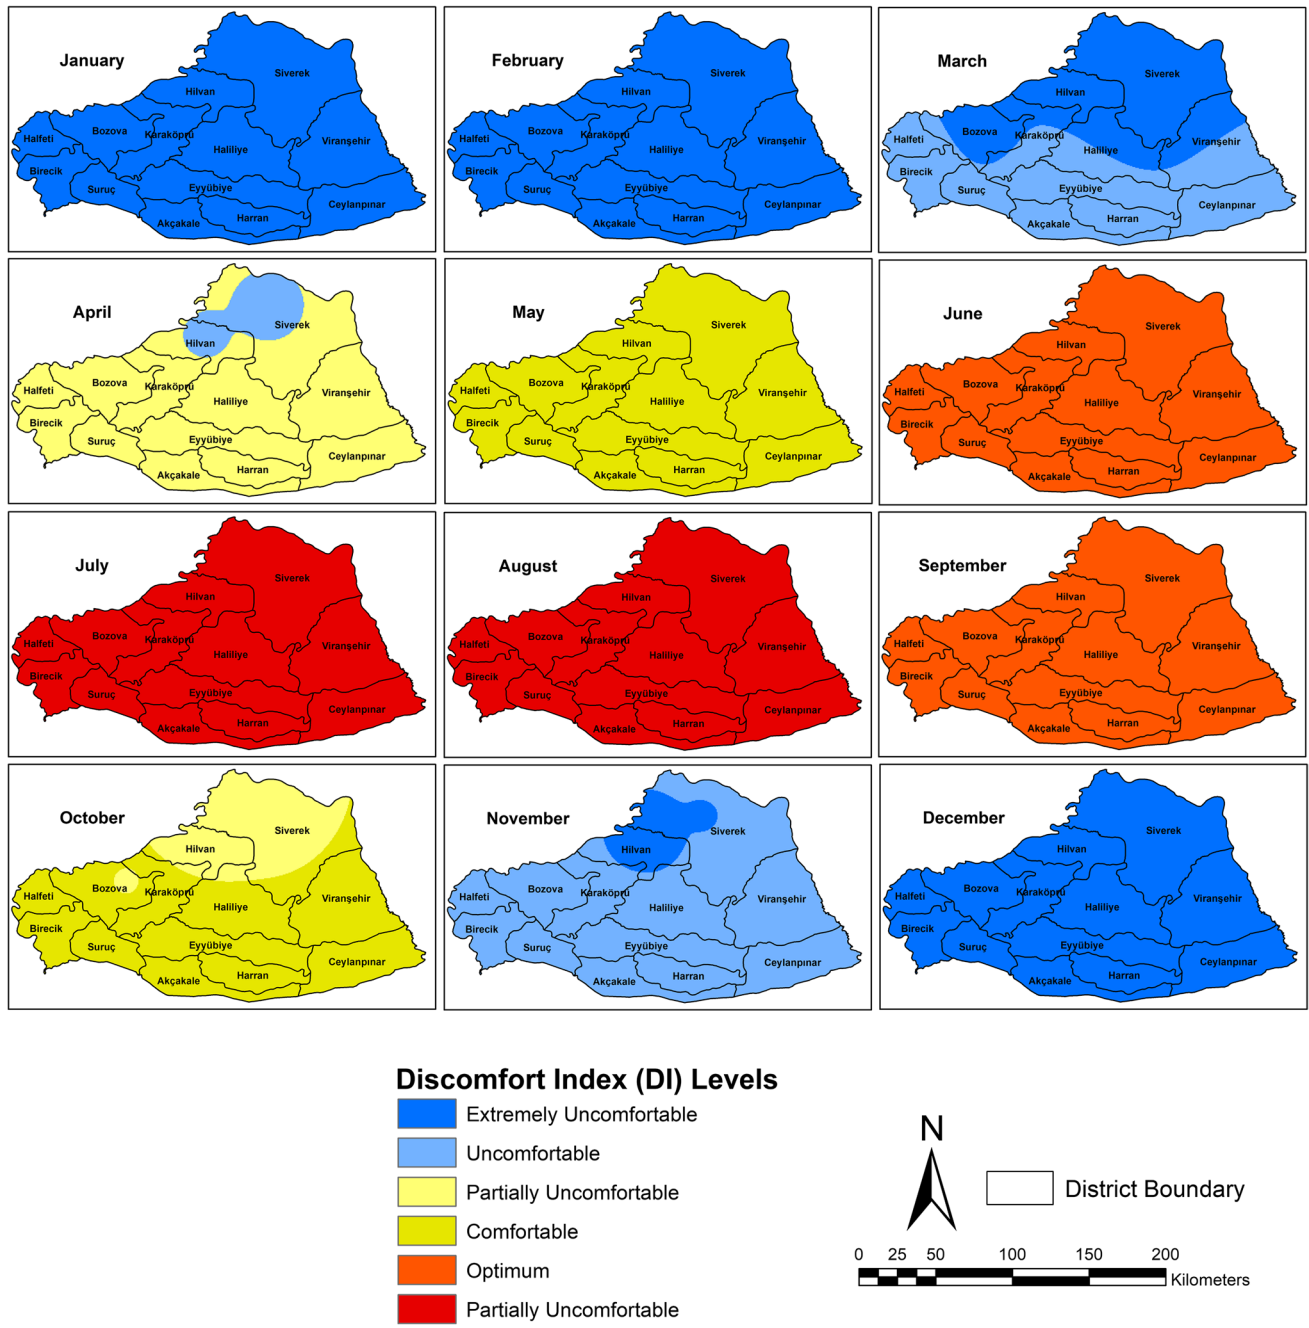 January
Siverek
Hilvan
Bozova
Karaköprü
Halfeti
Haliliye
Viranşehir
Birecik
Suruç
Eyyübiye
Ceylanpınar
Akçakale
Harran
February
Siverek
Hilvan
Bozova
Karaköprü
Halfeti
Haliliye
Viranşehir
Birecik
Suruç
Eyyübiye
Ceylanpınar
Akçakale
Harran
March
Siverek
Hilvan
Bozova
Karaköprü
Halfeti
Haliliye
Viranşehir
Birecik
Suruç
Eyyübiye
Ceylanpınar
Akçakale
Harran
April
Siverek
Hilvan
Bozova
Karaköprü
Halfeti
Haliliye
Viranşehir
Birecik
Suruç
Eyyübiye
Ceylanpınar
Akçakale
Harran
May
Siverek
Hilvan
Bozova
Karaköprü
Halfeti
Haliliye
Viranşehir
Birecik
Suruç
Eyyübiye
Ceylanpınar
Akçakale
Harran
June
Siverek
Hilvan
Bozova
Karaköprü
Halfeti
Haliliye
Viranşehir
Birecik
Suruç
Eyyübiye
Ceylanpınar
Akçakale
Harran
July
Siverek
Hilvan
Bozova
Karaköprü
Halfeti
Haliliye
Viranşehir
Birecik
Suruç
Eyyübiye
Ceylanpınar
Akçakale
Harran
August
Siverek
Hilvan
Bozova
Karaköprü
Halfeti
Haliliye
Viranşehir
Birecik
Suruç
Eyyübiye
Ceylanpınar
Akçakale
Harran
September
Siverek
Hilvan
Bozova
Karaköprü
Halfeti
Haliliye
Viranşehir
Birecik
Suruç
Eyyübiye
Ceylanpınar
Akçakale
Harran
October
Siverek
Hilvan
Bozova
Karaköprü
Halfeti
Haliliye
Viranşehir
Birecik
Suruç
Eyyübiye
Ceylanpınar
Akçakale
Harran
November
Siverek
Hilvan
Bozova
Karaköprü
Halfeti
Haliliye
Viranşehir
Birecik
Suruç
Eyyübiye
Ceylanpınar
Akçakale
Harran
December
Siverek
Hilvan
Bozova
Karaköprü
Halfeti
Haliliye
Viranşehir
Birecik
Suruç
Eyyübiye
Ceylanpınar
Akçakale
Harran
Discomfort Index (DI) Levels
Extremely Uncomfortable
Uncomfortable
Partially Uncomfortable
Comfortable
Optimum
Partially Uncomfortable
N
District Boundary
0 25 50 100 150 200
Kilometers